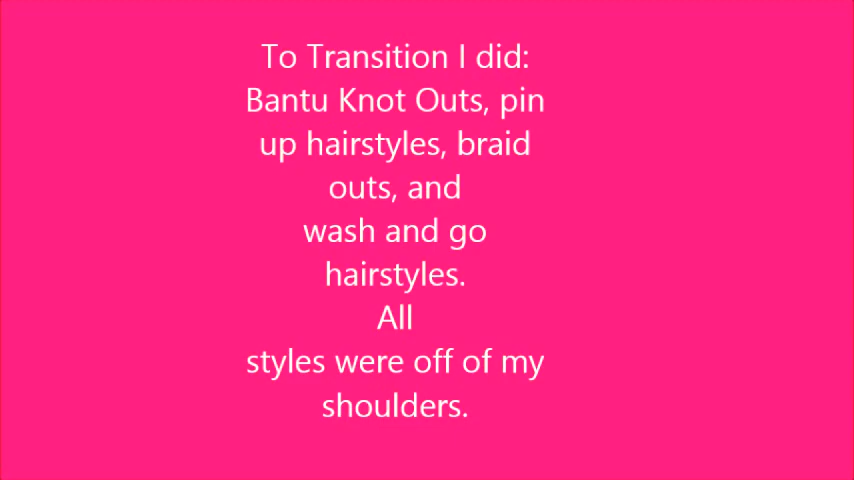 To Transition I did:
Bantu Knot Outs, pin
up hairstyles, braid
outs, and
wash and go
hairstyles.
All
styles were off of my
shoulders.